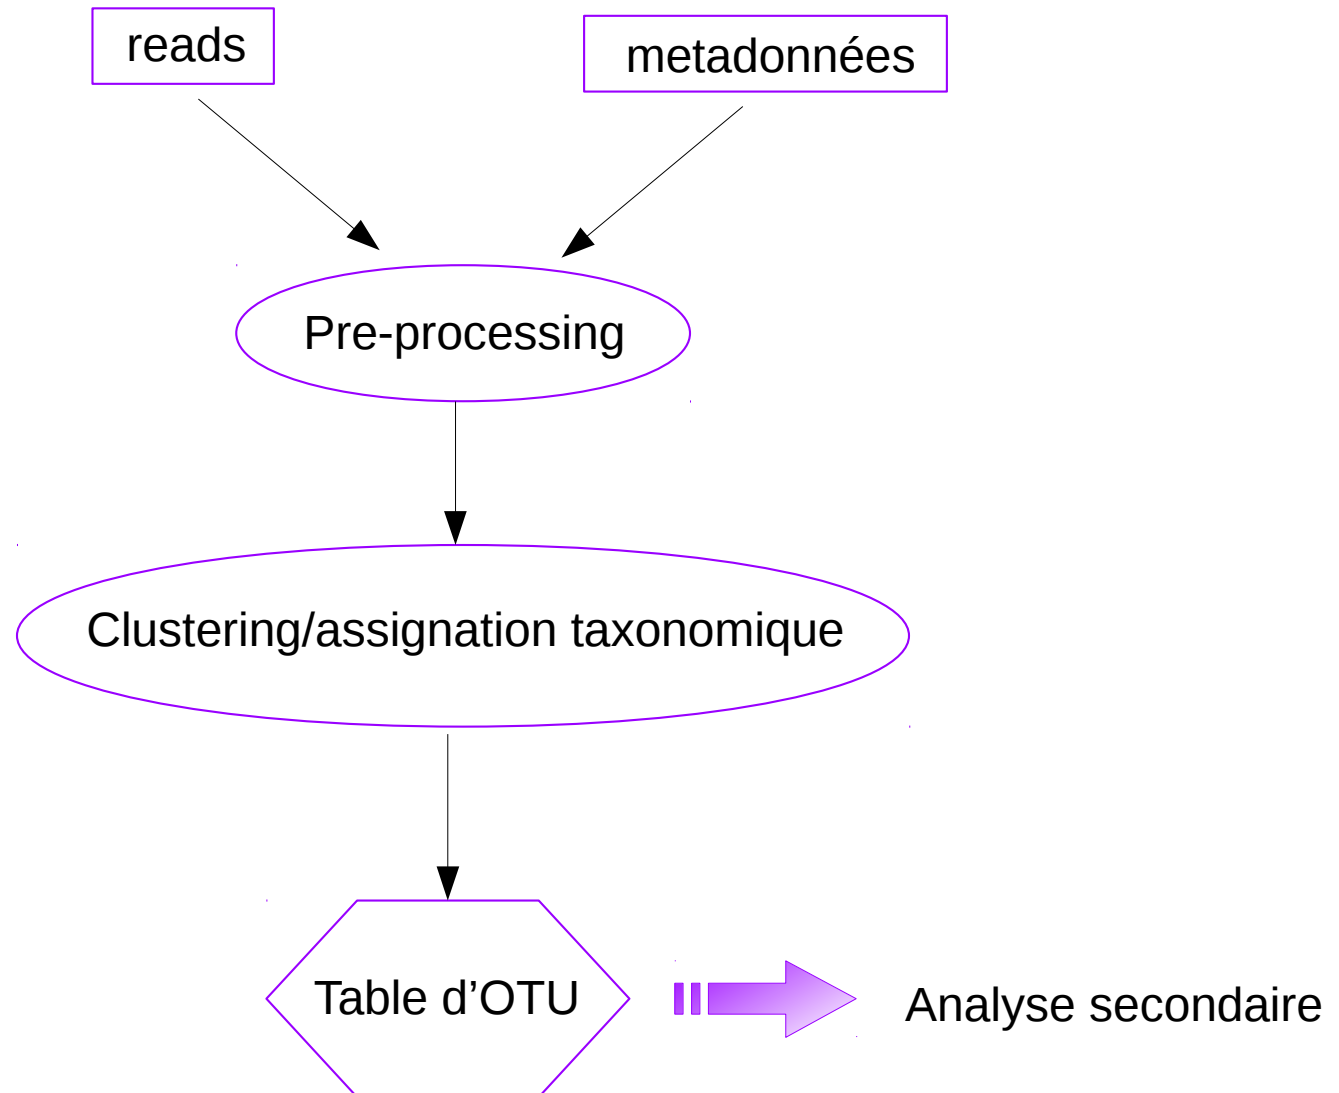 reads
metadonnées
Pre-processing
Clustering/assignation taxonomique
Table d’OTU
Analyse secondaire